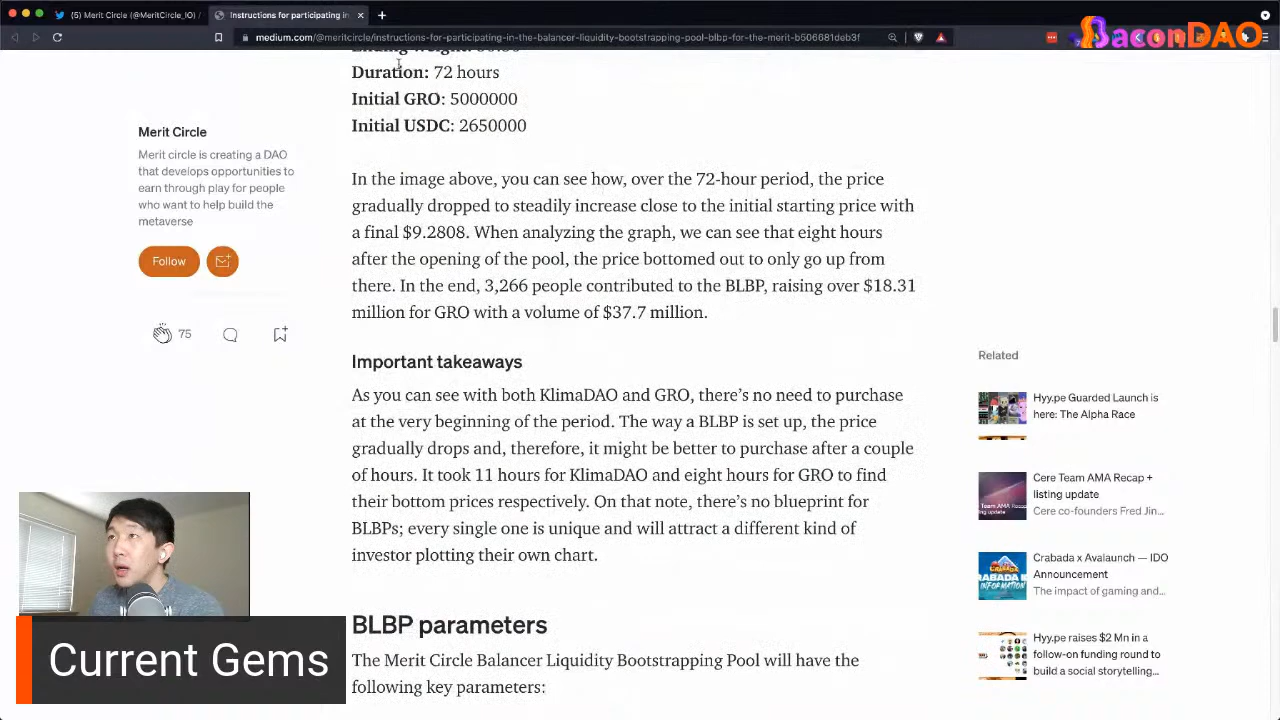 (5) Merit Circle (@MeritCircle_IO) /
Instructions for participating in
medium.com/@meritcircle/instructions-for-participating-in-the-balancer-liquidity-bootstrapping-pool-blbp-for-the-merit-b506681deb3f
BaconDAO
Duration: 72 hours
Initial GRO: 5000000
Initial USDC: 2650000
Merit Circle
Merit circle is creating a DAO
that develops opportunities to
earn through play for people
who want to help build the
metaverse
Follow
75
In the image above, you can see how, over the 72-hour period, the price
gradually dropped to steadily increase close to the initial starting price with
a final $9.2808. When analyzing the graph, we can see that eight hours
after the opening of the pool, the price bottomed out to only go up from
there. In the end, 3,266 people contributed to the BLBP, raising over $18.31
million for GRO with a volume of $37.7 million.
Important takeaways
As you can see with both KlimaDAO and GRO, there's no need to purchase
at the very beginning of the period. The way a BLBP is set up, the price
gradually drops and, therefore, it might be better to purchase after a couple
of hours. It took 11 hours for KlimaDAO and eight hours for GRO to find
their bottom prices respectively. On that note, there's no blueprint for
BLBPs; every single one is unique and will attract a different kind of
investor plotting their own chart.
BLBP parameters
The Merit Circle Balancer Liquidity Bootstrapping Pool will have the
following key parameters:
Related
Hyy.pe Guarded Launch is
here: The Alpha Race
Cere Team AMA Recap +
listing update
Cere co-founders Fred Jin...
Crabada x Avalaunch — IDO
Announcement
The impact of gaming and...
Hyy.pe raises $2 Mn in a
follow-on funding round to
build a social storytelling...
Current Gems